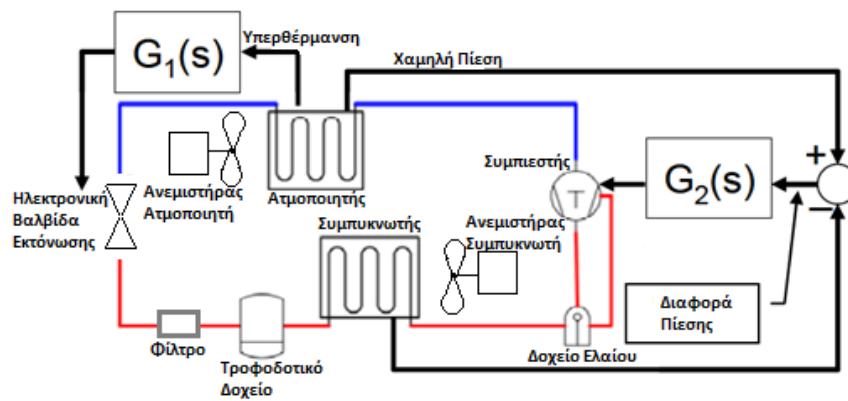 G₁(s)
Υπερθέρμανση
Χαμηλή Πίεση
Συμπιεστής
G₂(s)
+
−
T
Ηλεκτρονική
Βαλβίδα
Εκτόνωσης
Ανεμιστήρας
Ατμοποιητή
Ατμοποιητής
Συμπυκνωτής
Ανεμιστήρας
Συμπυκνωτή
Διαφορά
Πίεσης
Φίλτρο
Τροφοδοτικό
Δοχείο
Δοχείο Ελαίου